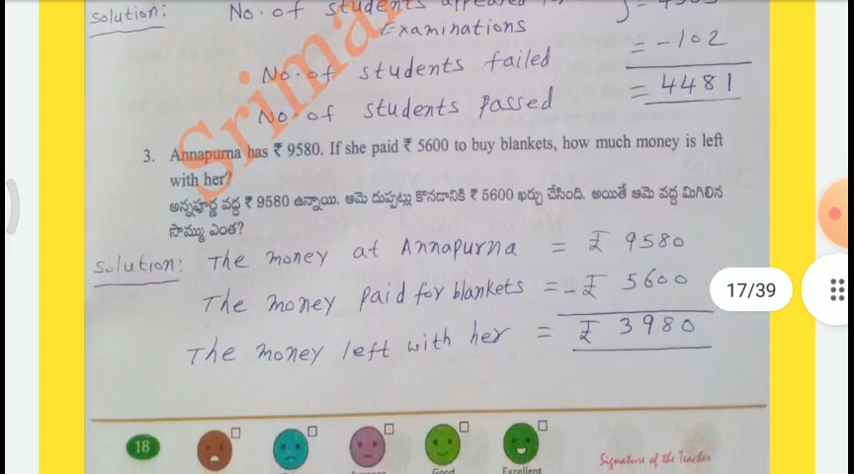 Solution: No. of students appeared
Examinations
= -102
No. of students failed
= 4481
No. of students passed
Srima
3. Annapurna has ₹ 9580. If she paid ₹ 5600 to buy blankets, how much money is left
with her?
అన్నపూర్ణ వద్ద ₹ 9580 ఉన్నాయి. ఆమె దుప్పట్లు కొనడానికి ₹ 5600 ఖర్చు చేసింది. అయితే ఆమె వద్ద మిగిలిన
సొమ్ము ఎంత?
Solution: The money at Annapurna = ₹ 9580
The money paid for blankets = - ₹ 5600
The money left with her = ₹ 3980
17/39
18
Good
Excellent
Signature of the Teacher